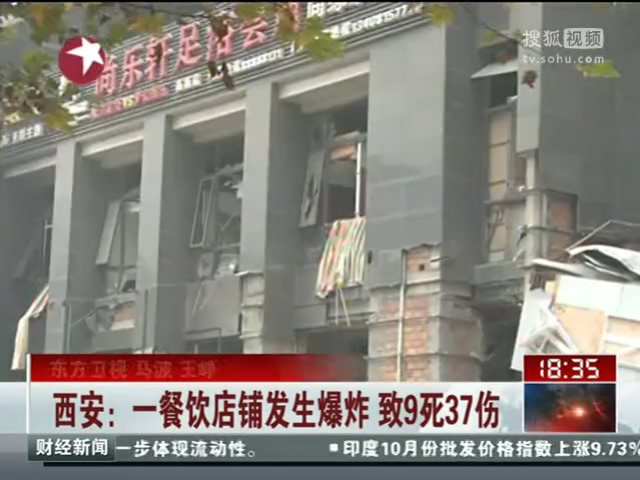 搜狐视频
tv.sohu.com
尚乐轩足浴会所
东方卫视 马波 王峥
18:35
西安：一餐饮店铺发生爆炸 致9死37伤
财经新闻 一步体现流动性。 ■印度10月份批发价格指数上涨9.73%